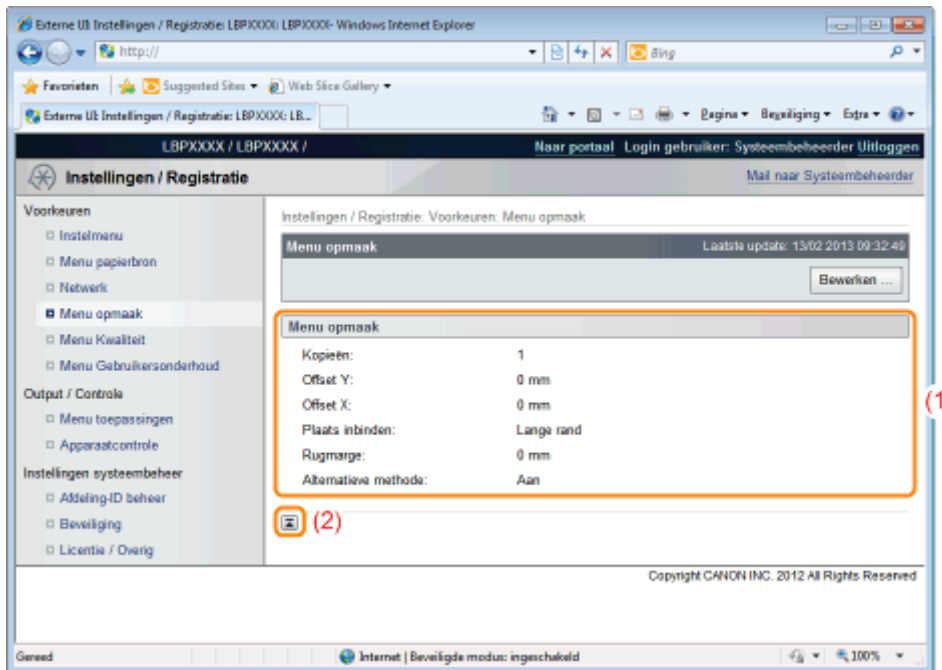 Externe UI: Instellingen / Registratie: LBPXXXX: LBPXXXX- Windows Internet Explorer
http://
Bing
Favorieten Suggested Sites Web Slice Gallery
Externe UI: Instellingen / Registratie: LBPXXXX: LB...
Pagina Beveiliging Extra
LBPXXXX / LBPXXXX /
Naar portaal Login gebruiker: Systeembeheerder Uitloggen
Instellingen / Registratie
Mail naar Systeembeheerder
Voorkeuren
Instelmenu
Menu papierbron
Netwerk
Menu opmaak
Menu Kwaliteit
Menu Gebruikersonderhoud
Output / Controle
Menu toepassingen
Apparaatcontrole
Instellingen systeembeheer
Afdeling-ID beheer
Beveiliging
Licentie / Overig
Instellingen / Registratie: Voorkeuren: Menu opmaak
Menu opmaak
Laatste update: 13/02 2013 09:32:49
Bewerken ...
Menu opmaak
Kopieën: 1
Offset Y: 0 mm
Offset X: 0 mm
Plaats inbinden: Lange rand
Rugmarge: 0 mm
Alternatieve methode: Aan
(1
(2)
Copyright CANON INC. 2012 All Rights Reserved
Gereed
Internet | Beveiligde modus: ingeschakeld
100%